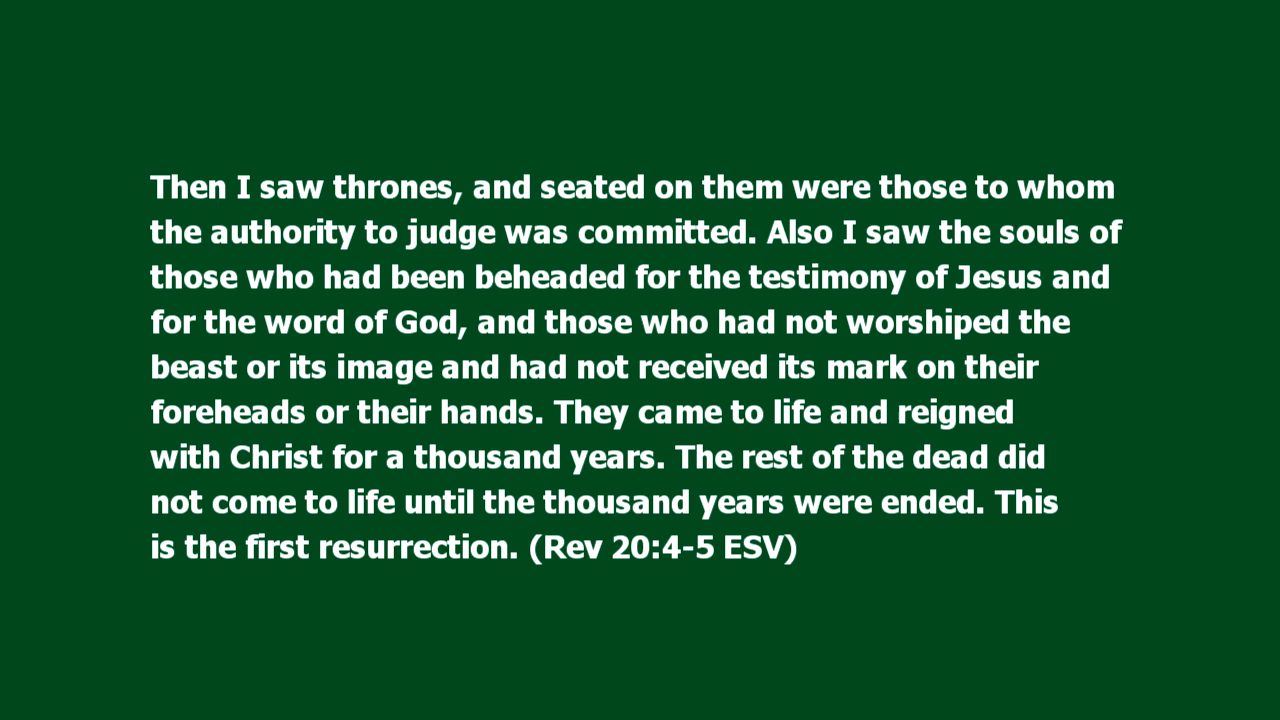 Then I saw thrones, and seated on them were those to whom
the authority to judge was committed. Also I saw the souls of
those who had been beheaded for the testimony of Jesus and
for the word of God, and those who had not worshiped the
beast or its image and had not received its mark on their
foreheads or their hands. They came to life and reigned
with Christ for a thousand years. The rest of the dead did
not come to life until the thousand years were ended. This
is the first resurrection. (Rev 20:4-5 ESV)